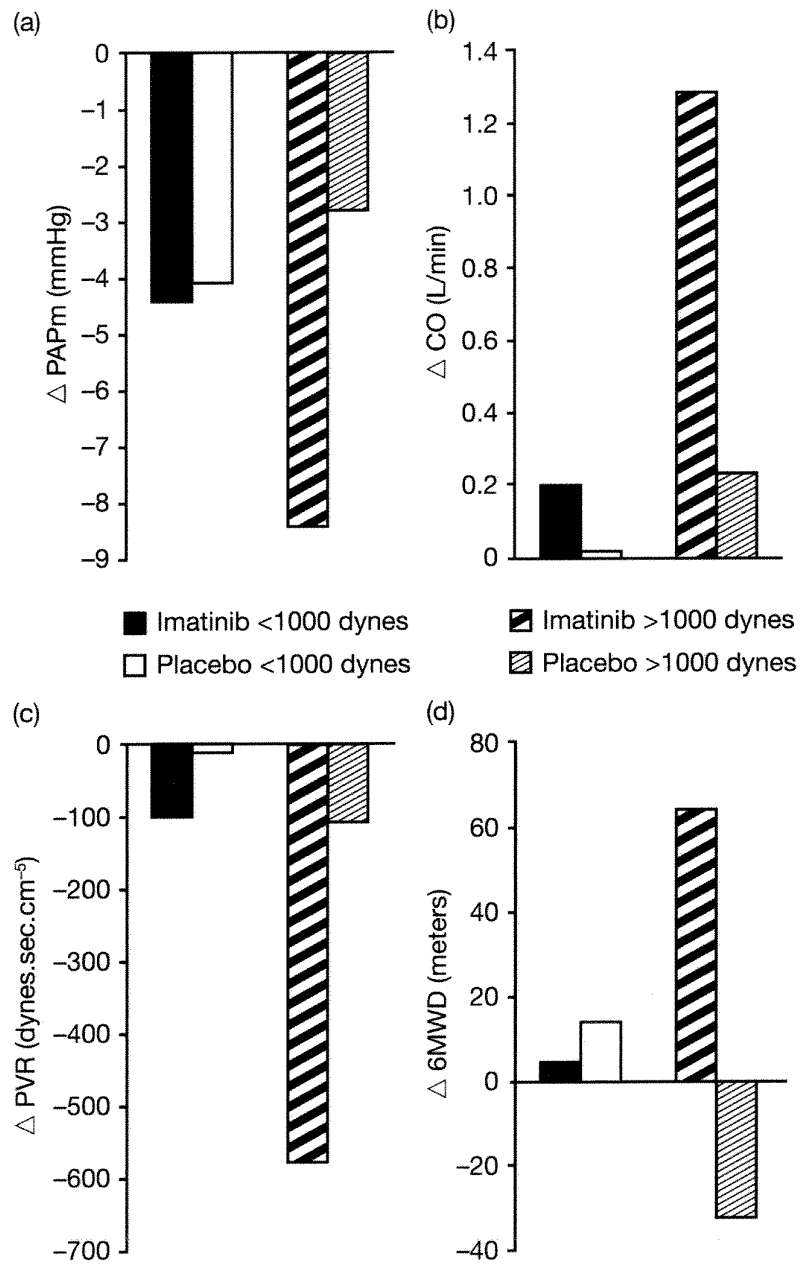 (a)
0
−1
−2
−3
−4
−5
−6
−7
−8
−9
△ PAPm (mmHg)
(b)
1.4
1.2
1.0
0.8
0.6
0.4
0.2
0
△ CO (L/min)
Imatinib <1000 dynes
Placebo <1000 dynes
Imatinib >1000 dynes
Placebo >1000 dynes
(c)
0
−100
−200
−300
−400
−500
−600
−700
△ PVR (dynes.sec.cm⁻⁵)
(d)
80
60
40
20
0
−20
−40
△ 6MWD (meters)